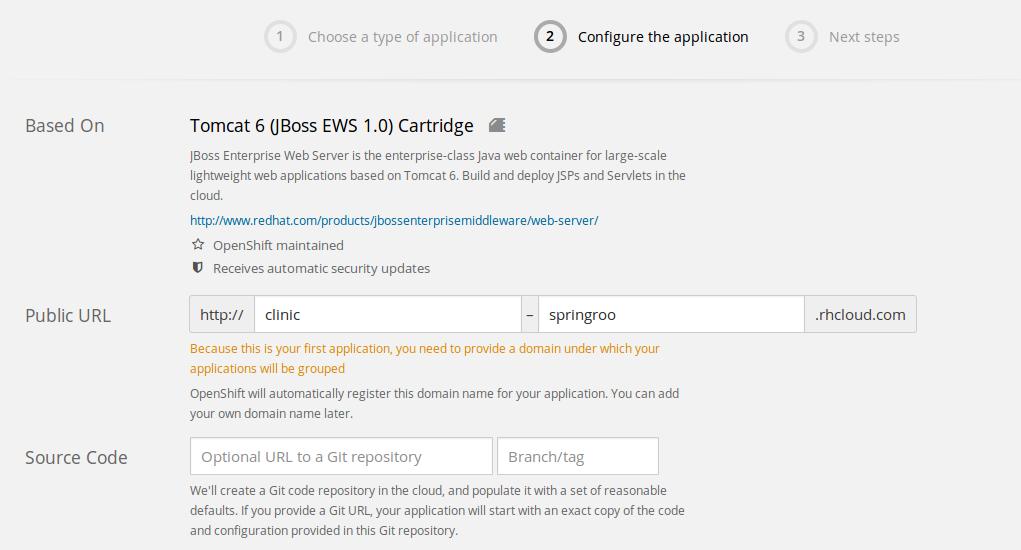 1 Choose a type of application 2 Configure the application 3 Next steps
Based On Tomcat 6 (JBoss EWS 1.0) Cartridge
JBoss Enterprise Web Server is the enterprise-class Java web container for large-scale
lightweight web applications based on Tomcat 6. Build and deploy JSPs and Servlets in the
cloud.
http://www.redhat.com/products/jbossenterprisemiddleware/web-server/
OpenShift maintained
Receives automatic security updates
Public URL http:// clinic – springroo .rhcloud.com
Because this is your first application, you need to provide a domain under which your
applications will be grouped
OpenShift will automatically register this domain name for your application. You can add
your own domain name later.
Source Code Optional URL to a Git repository Branch/tag
We'll create a Git code repository in the cloud, and populate it with a set of reasonable
defaults. If you provide a Git URL, your application will start with an exact copy of the code
and configuration provided in this Git repository.